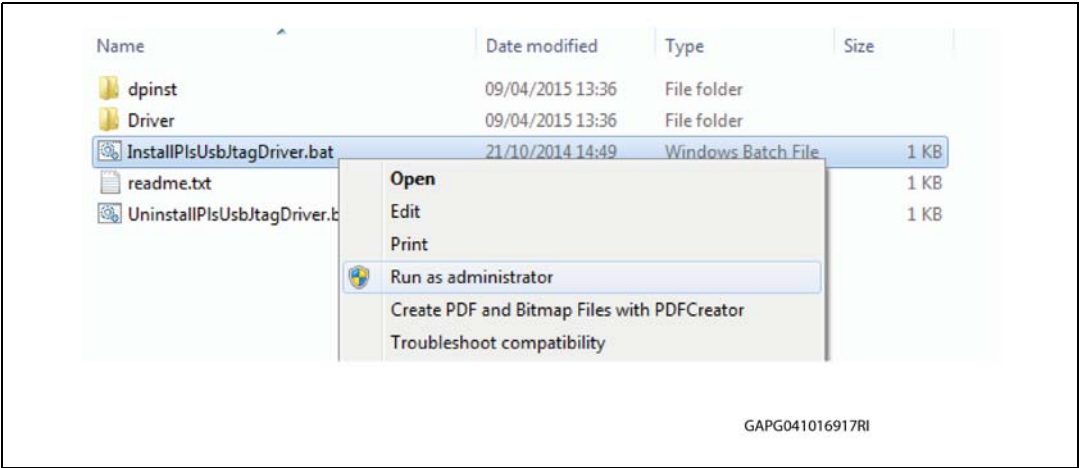 Name Date modified Type Size
dpinst 09/04/2015 13:36 File folder
Driver 09/04/2015 13:36 File folder
InstallPlsUsbJtagDriver.bat 21/10/2014 14:49 Windows Batch File 1 KB
readme.txt 1 KB
UninstallPlsUsbJtagDriver.b 1 KB
Open
Edit
Print
Run as administrator
Create PDF and Bitmap Files with PDFCreator
Troubleshoot compatibility
GAPG041016917RI